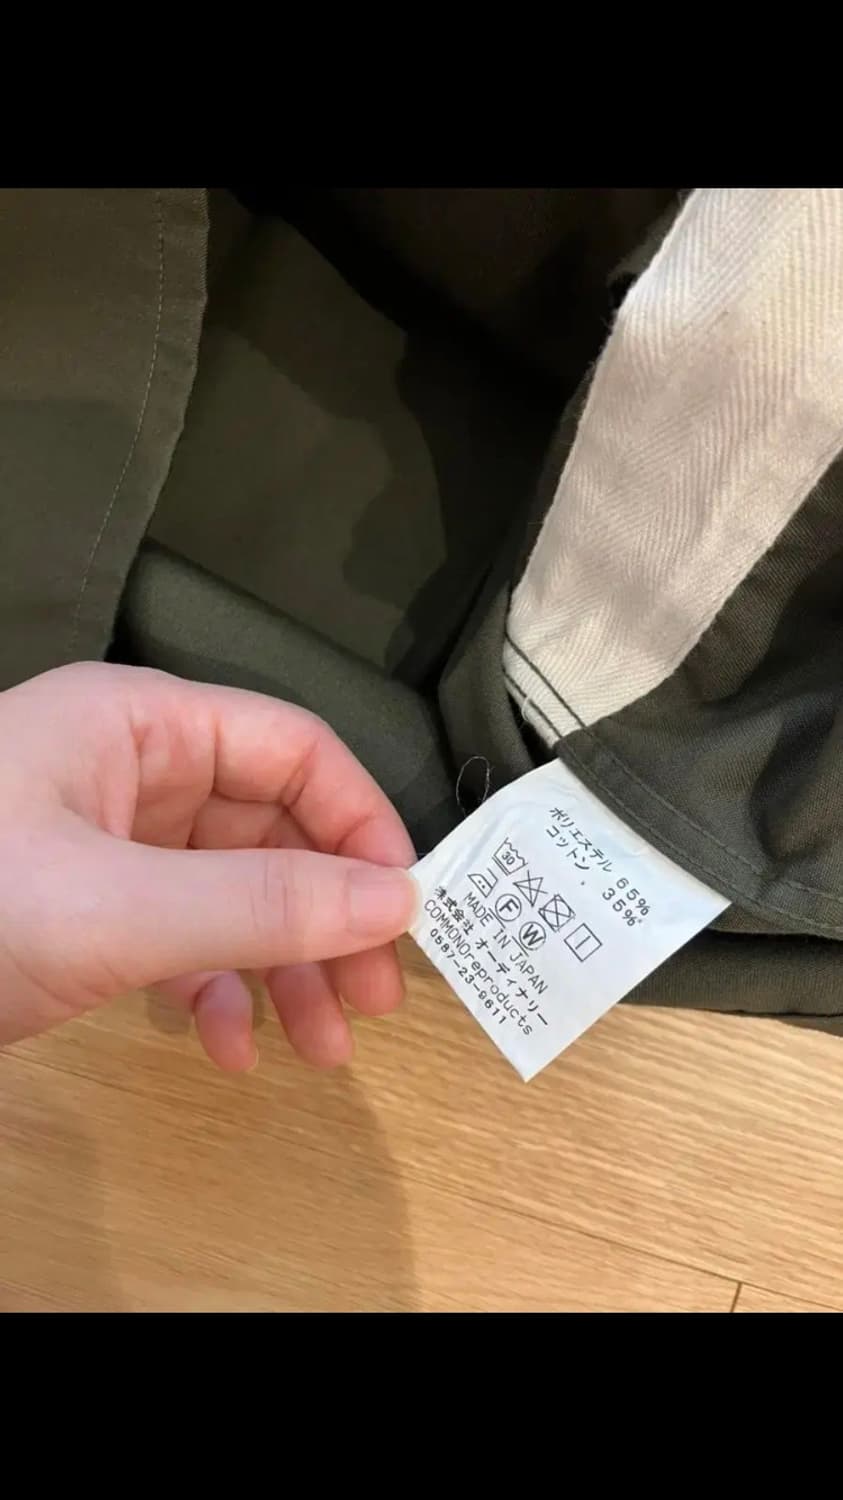 ポリエステル 65%
コットン 35%
30
F W
MADE IN JAPAN
株式会社 オーディナリー
COMMONOreproducts
0587-23-9611